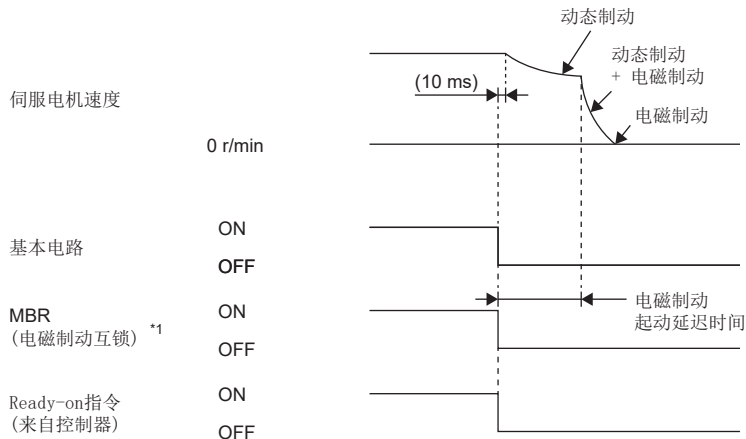 动态制动
动态制动
+ 电磁制动
(10 ms)
伺服电机速度
电磁制动
0 r/min
ON
基本电路
OFF
MBR
(电磁制动互锁) *1
ON
电磁制动
起动延迟时间
OFF
Ready-on指令
(来自控制器)
ON
OFF